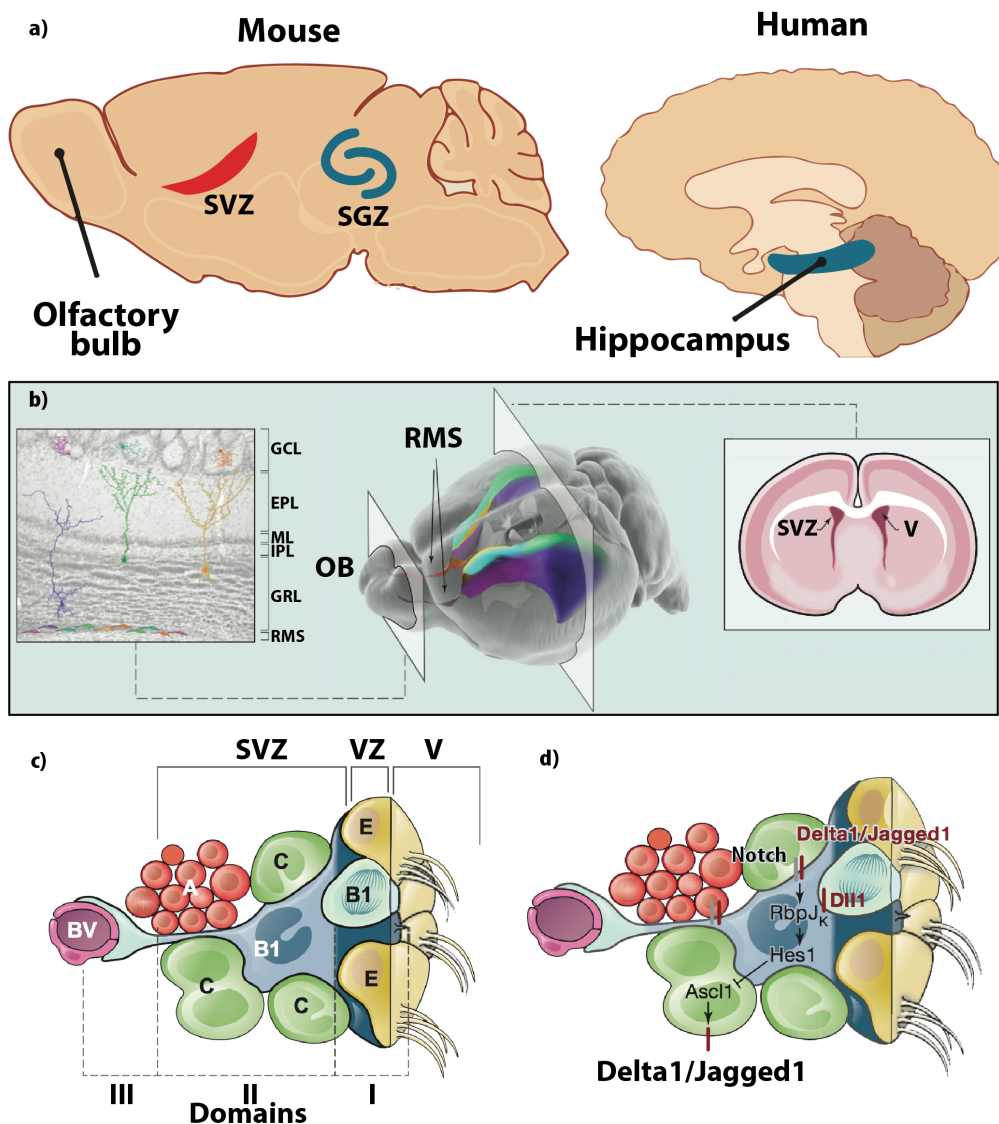 a)
Mouse
Human
SVZ
SGZ
Olfactory
bulb
Hippocampus
b)
GCL
EPL
ML
IPL
GRL
RMS
OB
RMS
SVZ
V
c)
SVZ
VZ
V
E
C
A
B1
BV
B1
C
C
E
III
II
I
Domains
d)
Delta1/Jagged1
Notch
Dll1
RbpJK
Hes1
Ascl1
Delta1/Jagged1